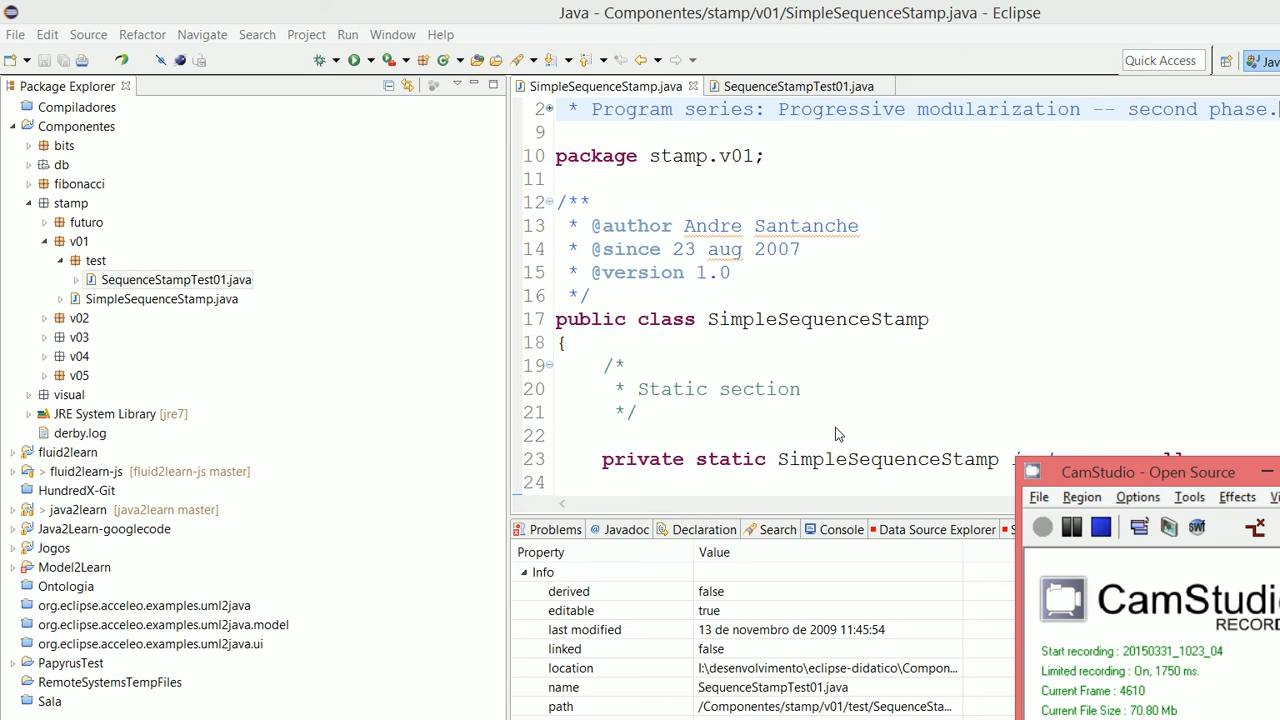 Java - Componentes/stamp/v01/SimpleSequenceStamp.java - Eclipse
File Edit Source Refactor Navigate Search Project Run Window Help
Quick Access
Package Explorer
Compiladores
Componentes
bits
db
fibonacci
stamp
futuro
v01
test
SequenceStampTest01.java
SimpleSequenceStamp.java
v02
v03
v04
v05
visual
JRE System Library [jre7]
derby.log
fluid2learn
> fluid2learn-js [fluid2learn-js master]
HundredX-Git
> java2learn [java2learn master]
Java2Learn-googlecode
Jogos
Model2Learn
Ontologia
org.eclipse.acceleo.examples.uml2java
org.eclipse.acceleo.examples.uml2java.model
org.eclipse.acceleo.examples.uml2java.ui
PapyrusTest
RemoteSystemsTempFiles
Sala
SimpleSequenceStamp.java SequenceStampTest01.java
2 * Program series: Progressive modularization -- second phase.
9
10 package stamp.v01;
11
12 /**
13 * @author Andre Santanche
14 * @since 23 aug 2007
15 * @version 1.0
16 */
17 public class SimpleSequenceStamp
18 {
19 /*
20 * Static section
21 */
22
23 private static SimpleSequenceStamp
24
Problems Javadoc Declaration Search Console Data Source Explorer
Property Value
Info
derived false
editable true
last modified 13 de novembro de 2009 11:45:54
linked false
location I:\desenvolvimento\eclipse-didatico\Compon...
name SequenceStampTest01.java
path /Componentes/stamp/v01/test/SequenceSta...
CamStudio - Open Source
File Region Options Tools Effects
CamStudio
RECORD
Start recording : 20150331_1023_04
Limited recording : On, 1750 ms.
Current Frame : 4610
Current File Size : 70.80 Mb